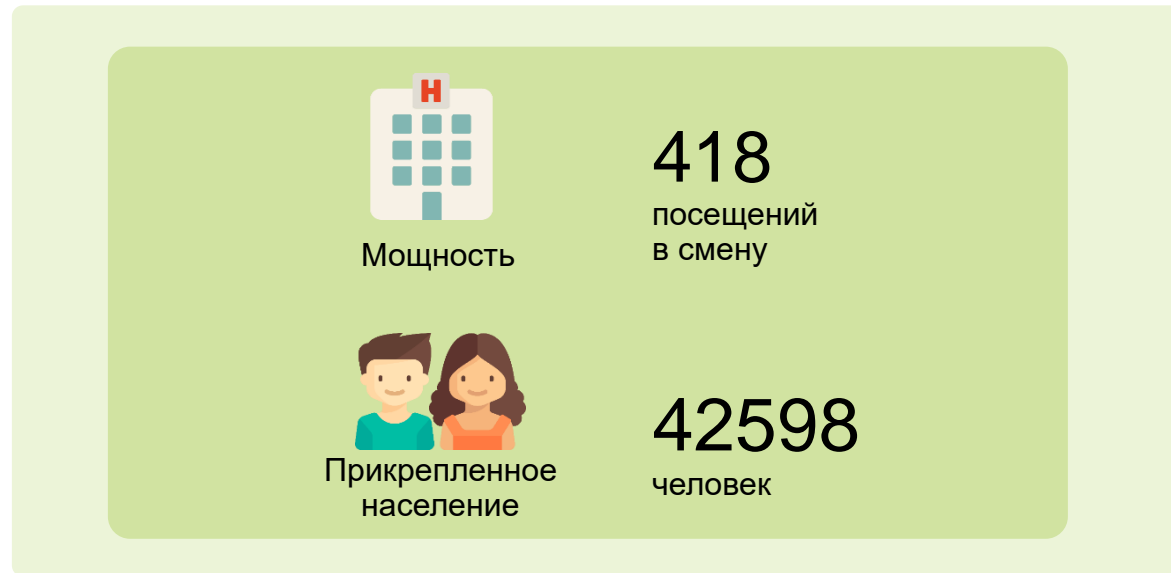 H
418
посещений
в смену
Мощность
42598
человек
Прикрепленное
население